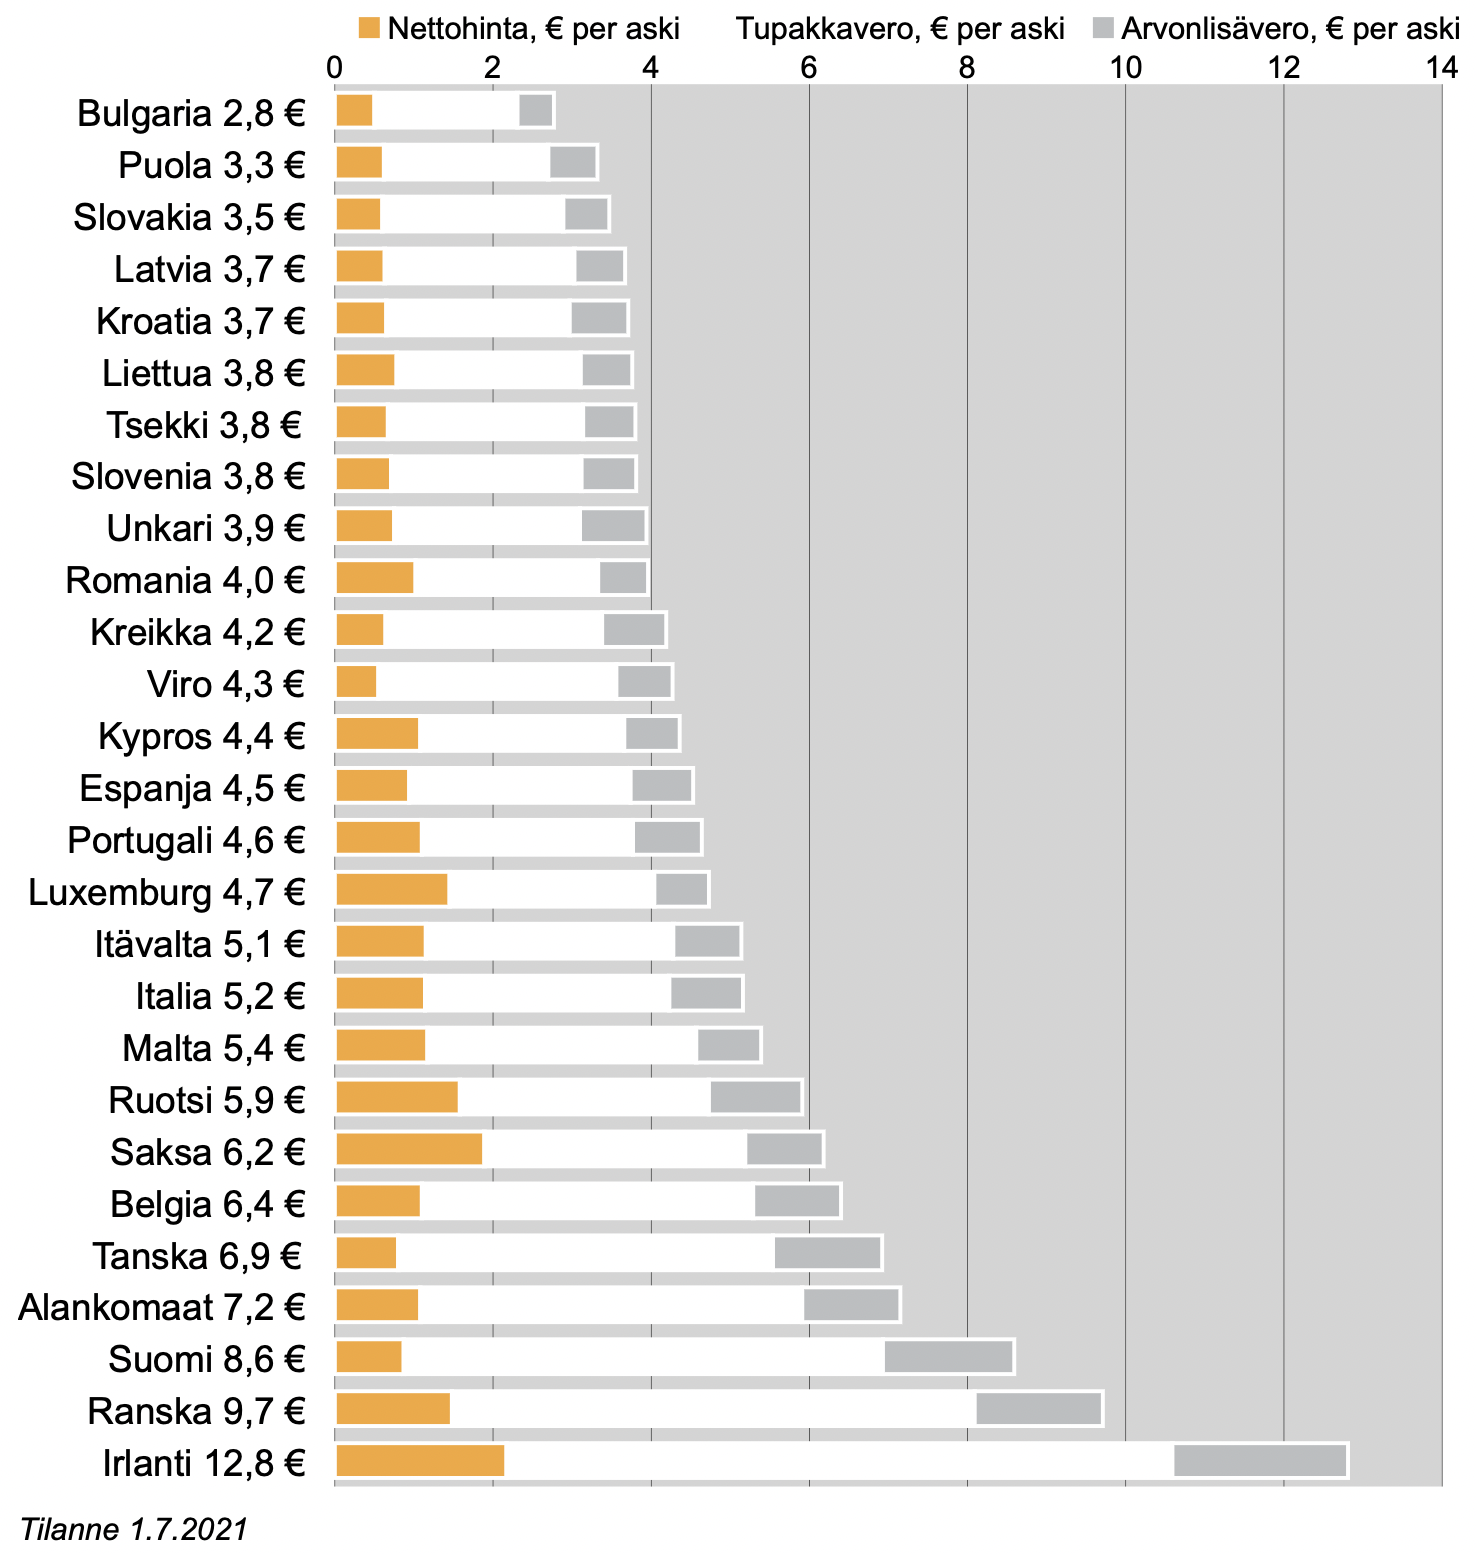 Nettohinta, € per aski Tupakkavero, € per aski Arvonlisävero, € per aski
0 2 4 6 8 10 12 14
Bulgaria 2,8 €
Puola 3,3 €
Slovakia 3,5 €
Latvia 3,7 €
Kroatia 3,7 €
Liettua 3,8 €
Tsekki 3,8 €
Slovenia 3,8 €
Unkari 3,9 €
Romania 4,0 €
Kreikka 4,2 €
Viro 4,3 €
Kypros 4,4 €
Espanja 4,5 €
Portugali 4,6 €
Luxemburg 4,7 €
Itävalta 5,1 €
Italia 5,2 €
Malta 5,4 €
Ruotsi 5,9 €
Saksa 6,2 €
Belgia 6,4 €
Tanska 6,9 €
Alankomaat 7,2 €
Suomi 8,6 €
Ranska 9,7 €
Irlanti 12,8 €
Tilanne 1.7.2021